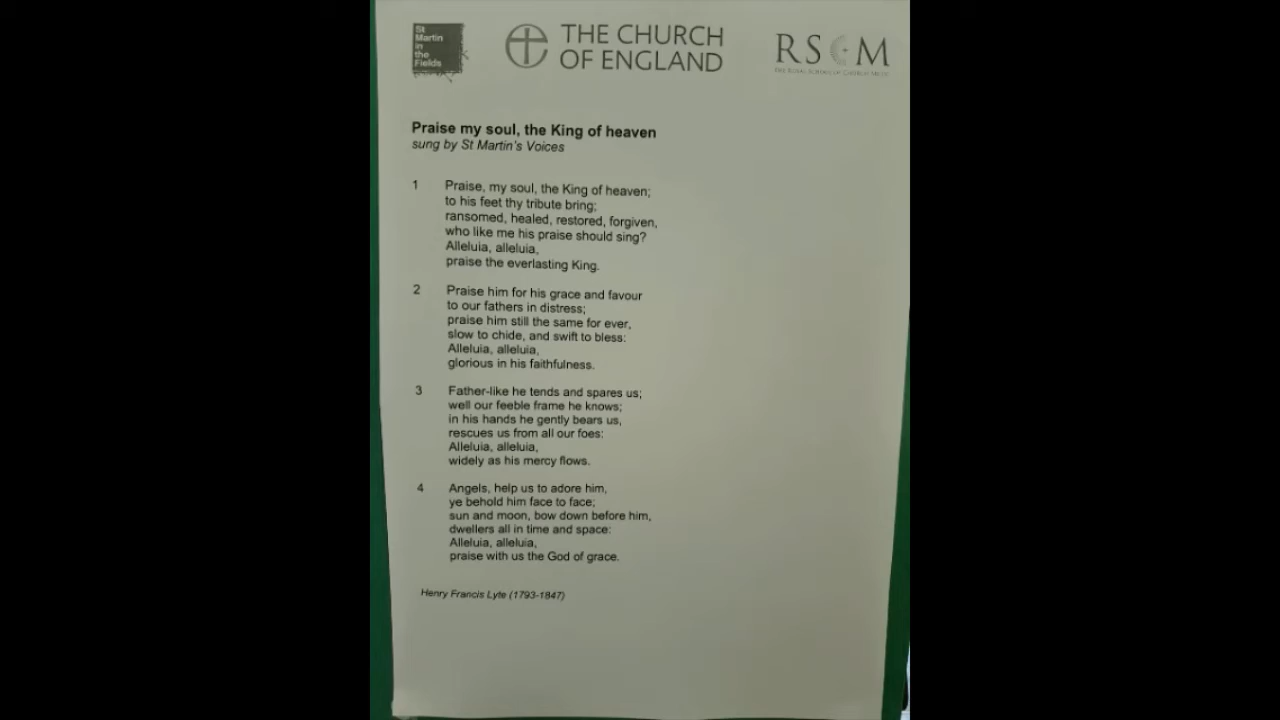 St
Martin
in
the
Fields
THE CHURCH
OF ENGLAND
RSCM
THE ROYAL SCHOOL OF CHURCH MUSIC
Praise my soul, the King of heaven
sung by St Martin's Voices
1 Praise, my soul, the King of heaven;
to his feet thy tribute bring;
ransomed, healed, restored, forgiven,
who like me his praise should sing?
Alleluia, alleluia,
praise the everlasting King.
2 Praise him for his grace and favour
to our fathers in distress;
praise him still the same for ever,
slow to chide, and swift to bless:
Alleluia, alleluia,
glorious in his faithfulness.
3 Father-like he tends and spares us;
well our feeble frame he knows;
in his hands he gently bears us,
rescues us from all our foes:
Alleluia, alleluia,
widely as his mercy flows.
4 Angels, help us to adore him,
ye behold him face to face;
sun and moon, bow down before him,
dwellers all in time and space:
Alleluia, alleluia,
praise with us the God of grace.
Henry Francis Lyte (1793-1847)